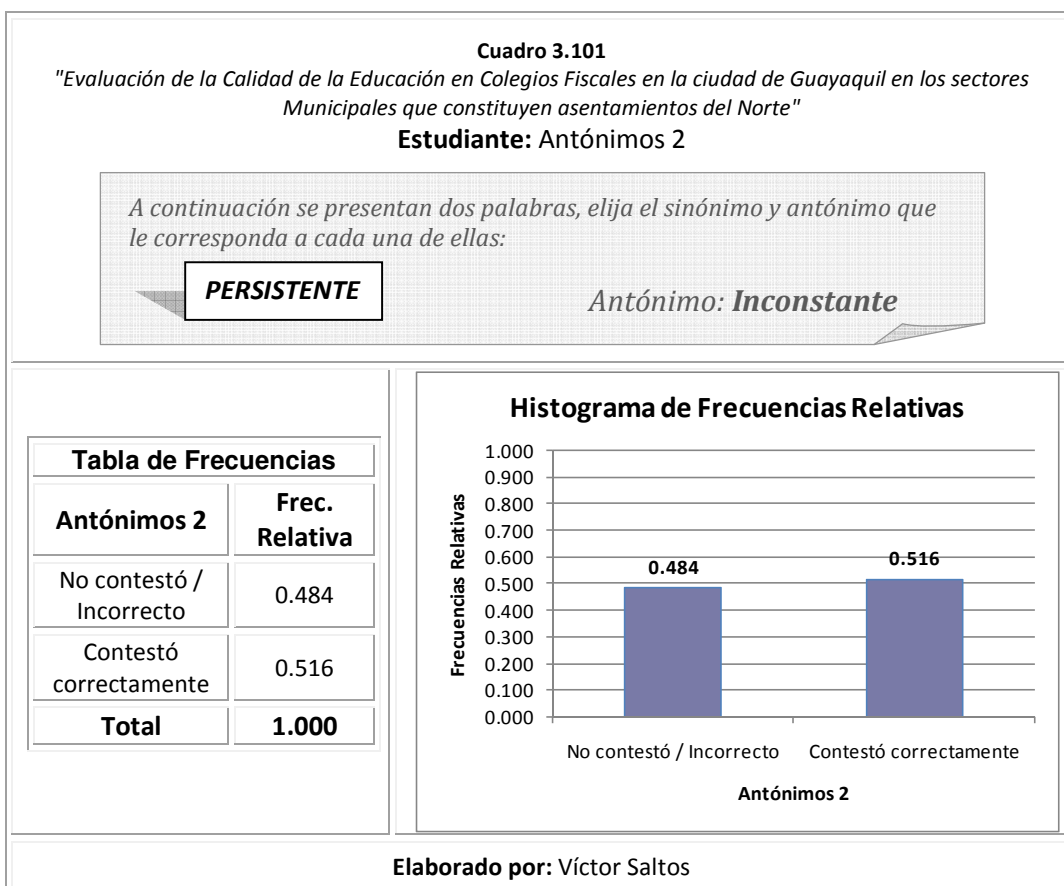 Cuadro 3.101
"Evaluación de la Calidad de la Educación en Colegios Fiscales en la ciudad de Guayaquil en los sectores
Municipales que constituyen asentamientos del Norte"
Estudiante: Antónimos 2
A continuación se presentan dos palabras, elija el sinónimo y antónimo que
le corresponda a cada una de ellas:
PERSISTENTE
Antónimo: Inconstante
Tabla de Frecuencias
Antónimos 2
Frec.
Relativa
No contestó /
Incorrecto
0.484
Contestó
correctamente
0.516
Total
1.000
Histograma de Frecuencias Relativas
Frecuencias Relativas
1.000
0.900
0.800
0.700
0.600
0.500
0.400
0.300
0.200
0.100
0.000
0.484
0.516
No contestó / Incorrecto
Contestó correctamente
Antónimos 2
Elaborado por: Víctor Saltos